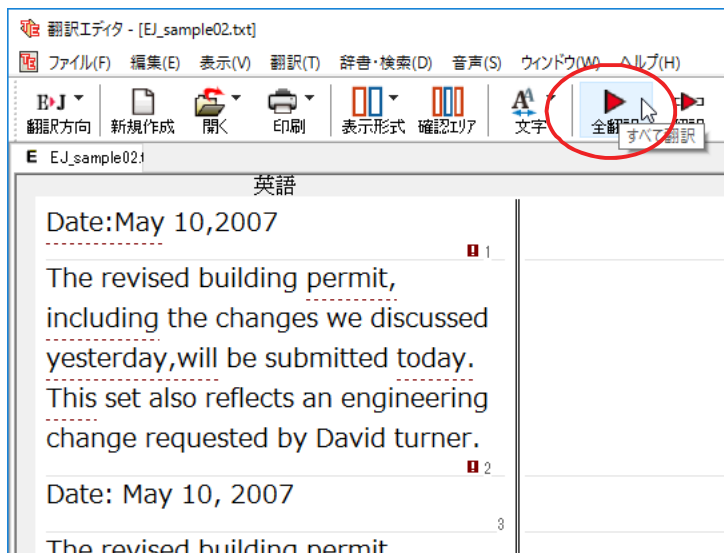 翻訳エディタ - [EJ_sample02.txt]
ファイル(F) 編集(E) 表示(V) 翻訳(T) 辞書・検索(D) 音声(S) ウィンドウ(W) ヘルプ(H)
翻訳方向 新規作成 開く 印刷 表示形式 確認エリア 文字 全翻訳
すべて翻訳
E EJ_sample02.t
英語
Date:May 10,2007
1
The revised building permit,
including the changes we discussed
yesterday,will be submitted today.
This set also reflects an engineering
change requested by David turner.
2
Date: May 10, 2007
3
The revised building permit,